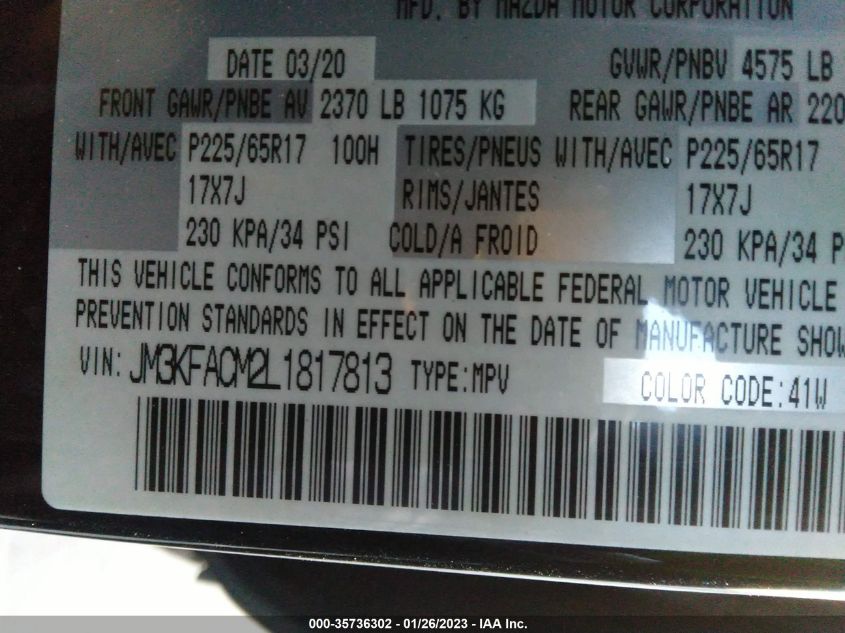 MFD. BY MAZDA MOTOR CORPORATION
DATE 03/20 GVWR/PNBV 4575 LB
FRONT GAWR/PNBE AV 2370 LB 1075 KG REAR GAWR/PNBE AR 220
WITH/AVEC P225/65R17 100H TIRES/PNEUS WITH/AVEC P225/65R17
17X7J RIMS/JANTES 17X7J
230 KPA/34 PSI COLD/A FROID 230 KPA/34 P
THIS VEHICLE CONFORMS TO ALL APPLICABLE FEDERAL MOTOR VEHICLE
PREVENTION STANDARDS IN EFFECT ON THE DATE OF MANUFACTURE SHOW
VIN: JM3KFACM2L1817813 TYPE:MPV COLOR CODE:41W
000-35736302 - 01/26/2023 - IAA Inc.